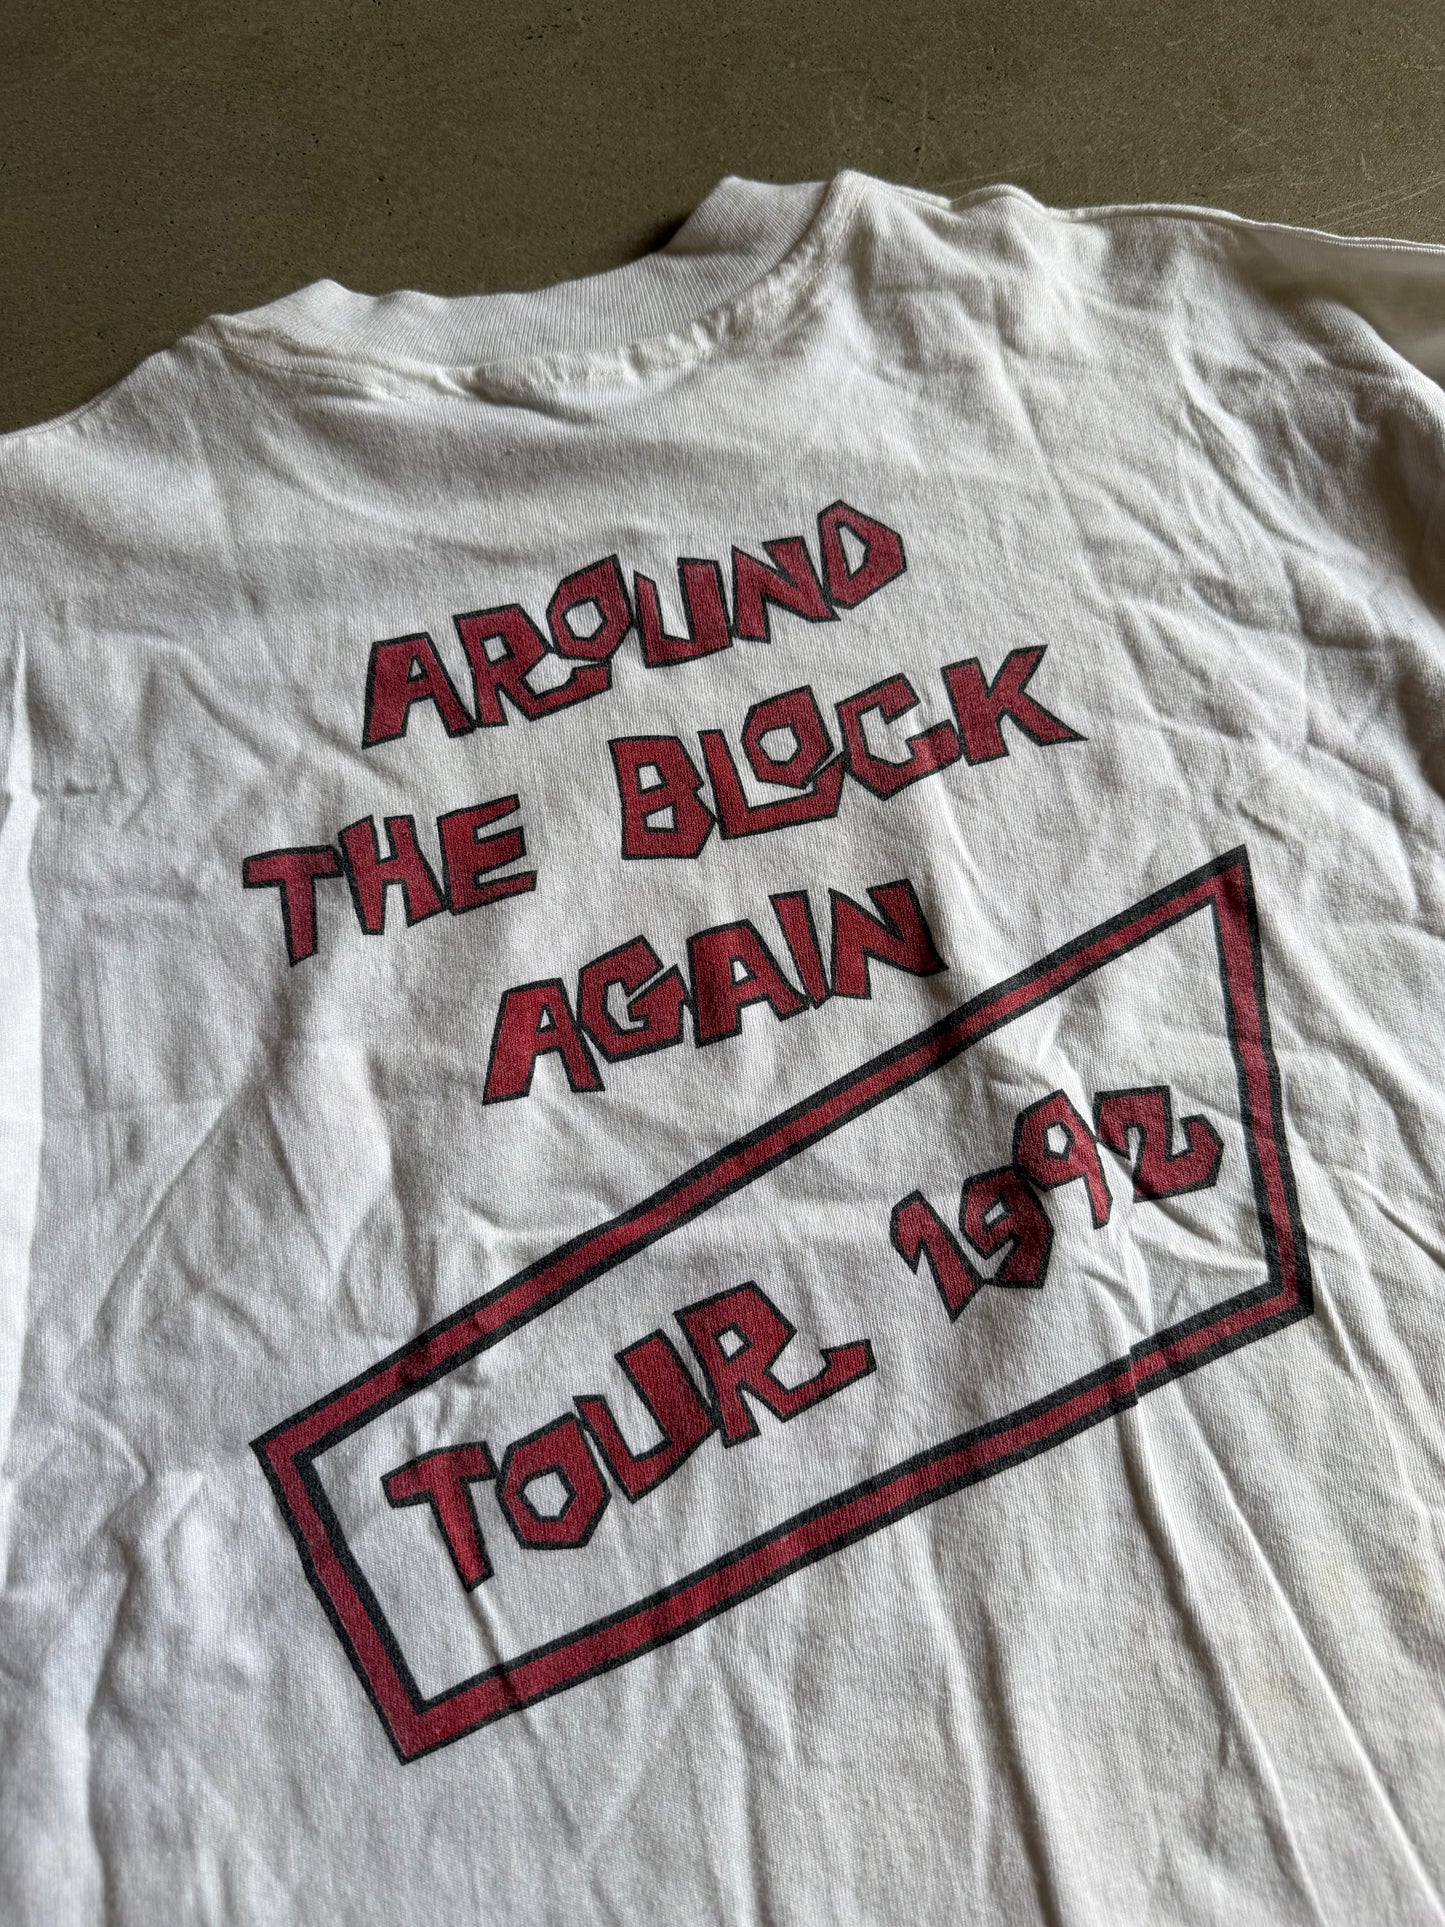 AROUND
THE BLOCK
AGAIN
TOUR 1992